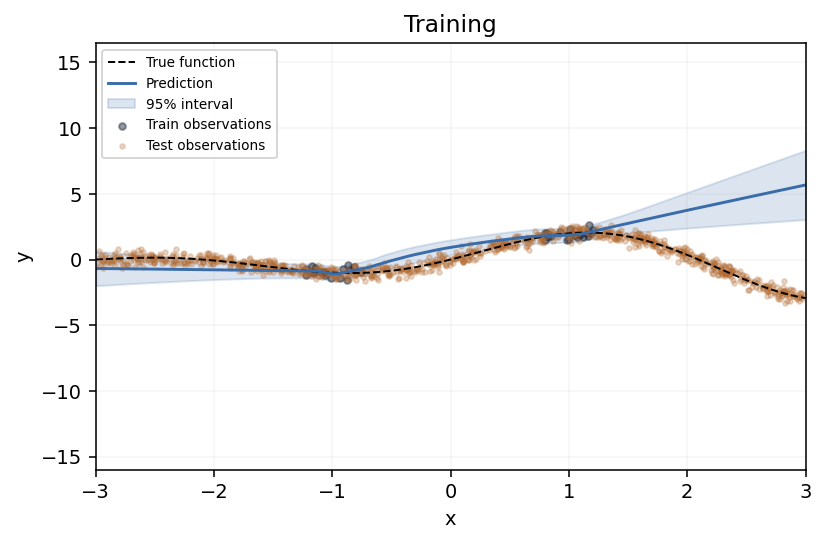 Training
True function
Prediction
95% interval
Train observations
Test observations
15
10
5
0
−5
−10
−15
y
−3
−2
−1
0
1
2
3
x